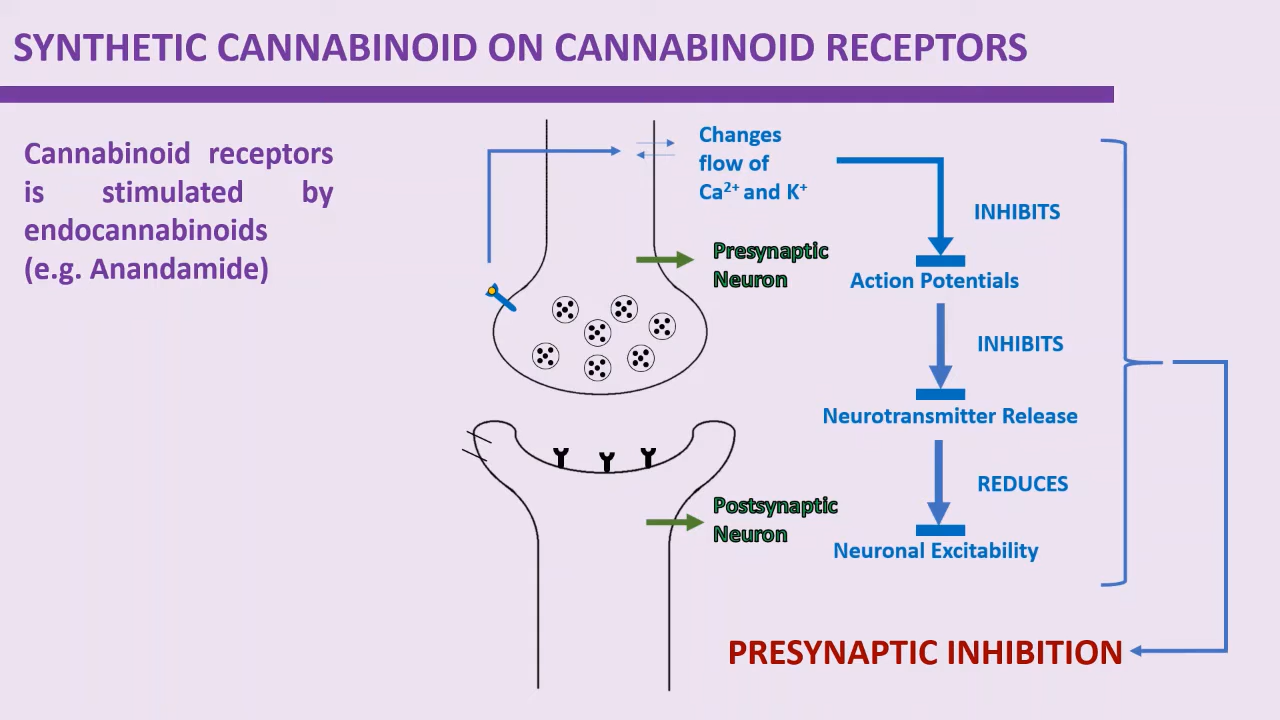 SYNTHETIC CANNABINOID ON CANNABINOID RECEPTORS
Cannabinoid receptors
is stimulated by
endocannabinoids
(e.g. Anandamide)
Changes
flow of
Ca²⁺ and K⁺
INHIBITS
Presynaptic
Neuron
Action Potentials
INHIBITS
Neurotransmitter Release
REDUCES
Postsynaptic
Neuron
Neuronal Excitability
PRESYNAPTIC INHIBITION